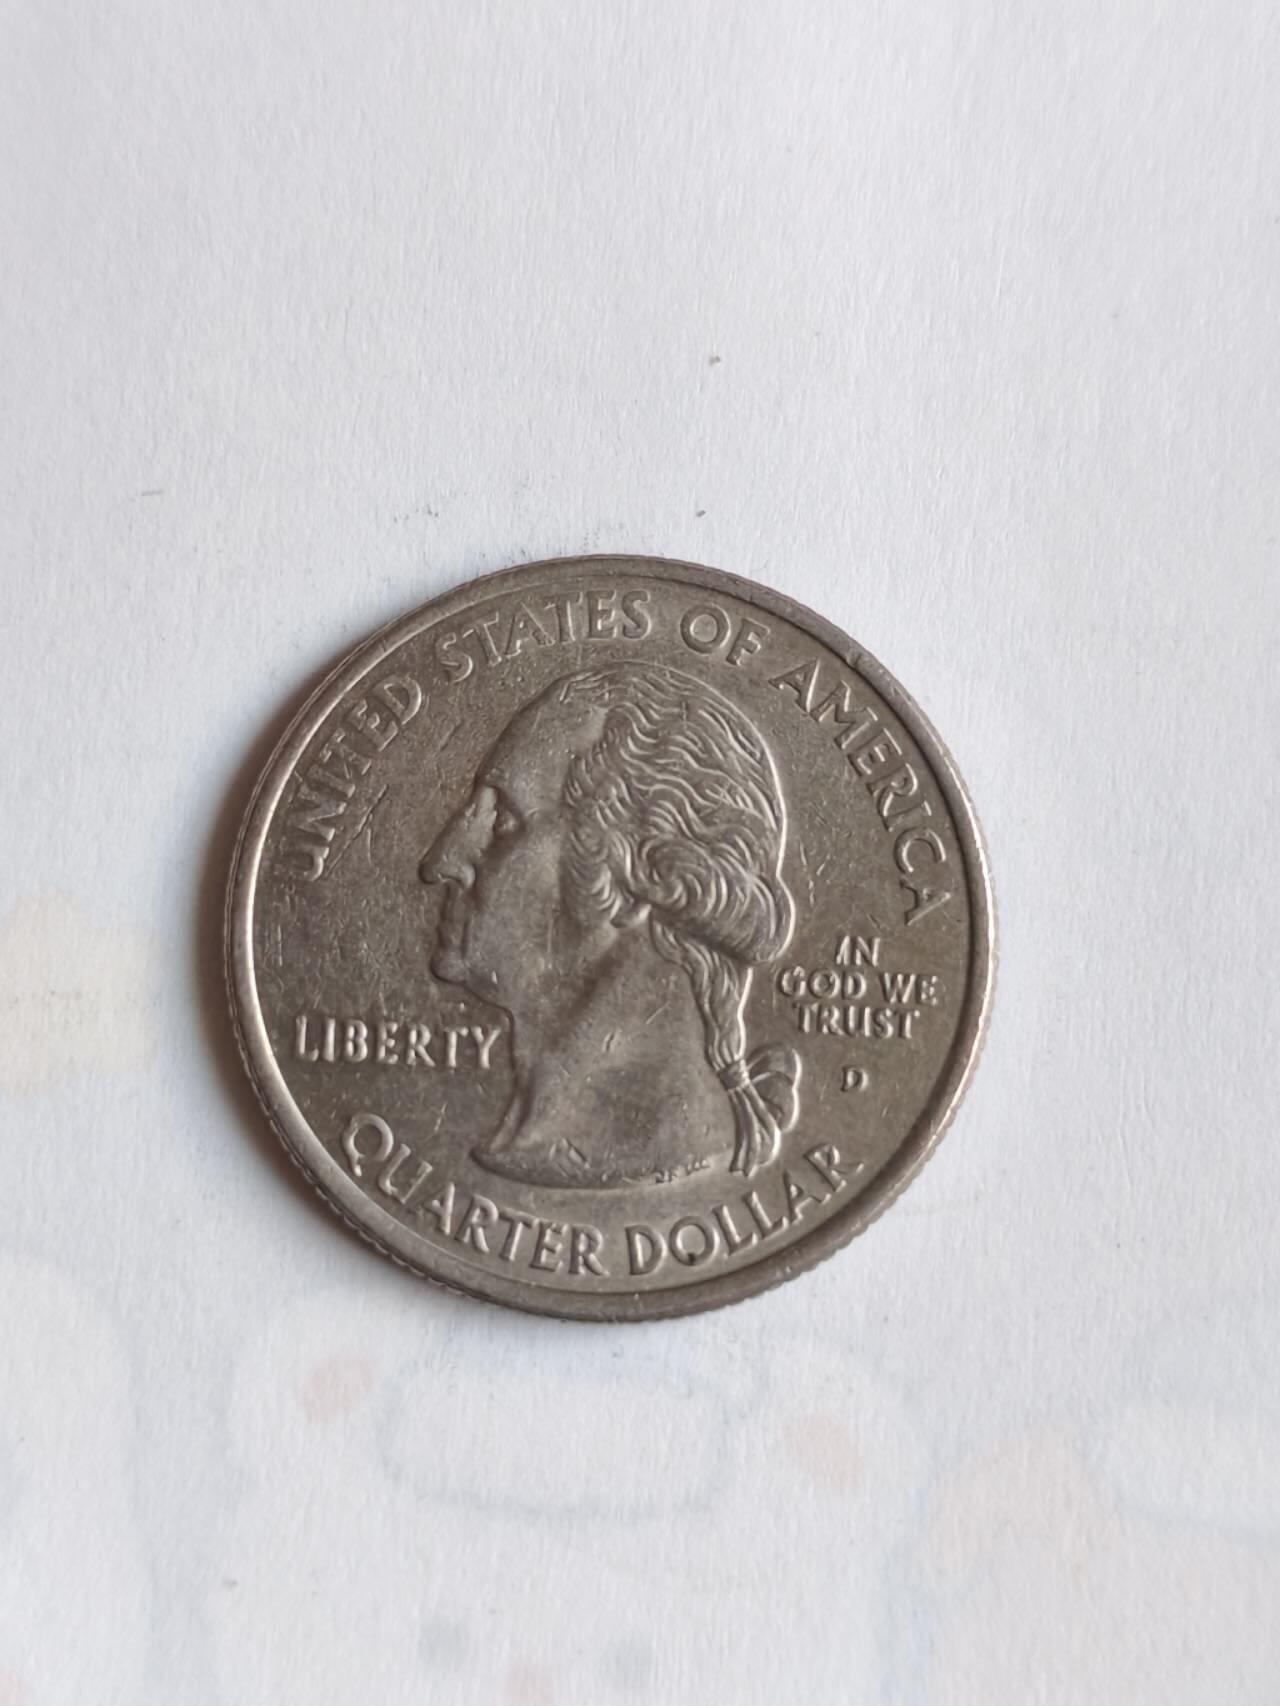 UNITED STATES OF AMERICA
LIBERTY
IN
GOD WE
TRUST
D
QUARTER DOLLAR